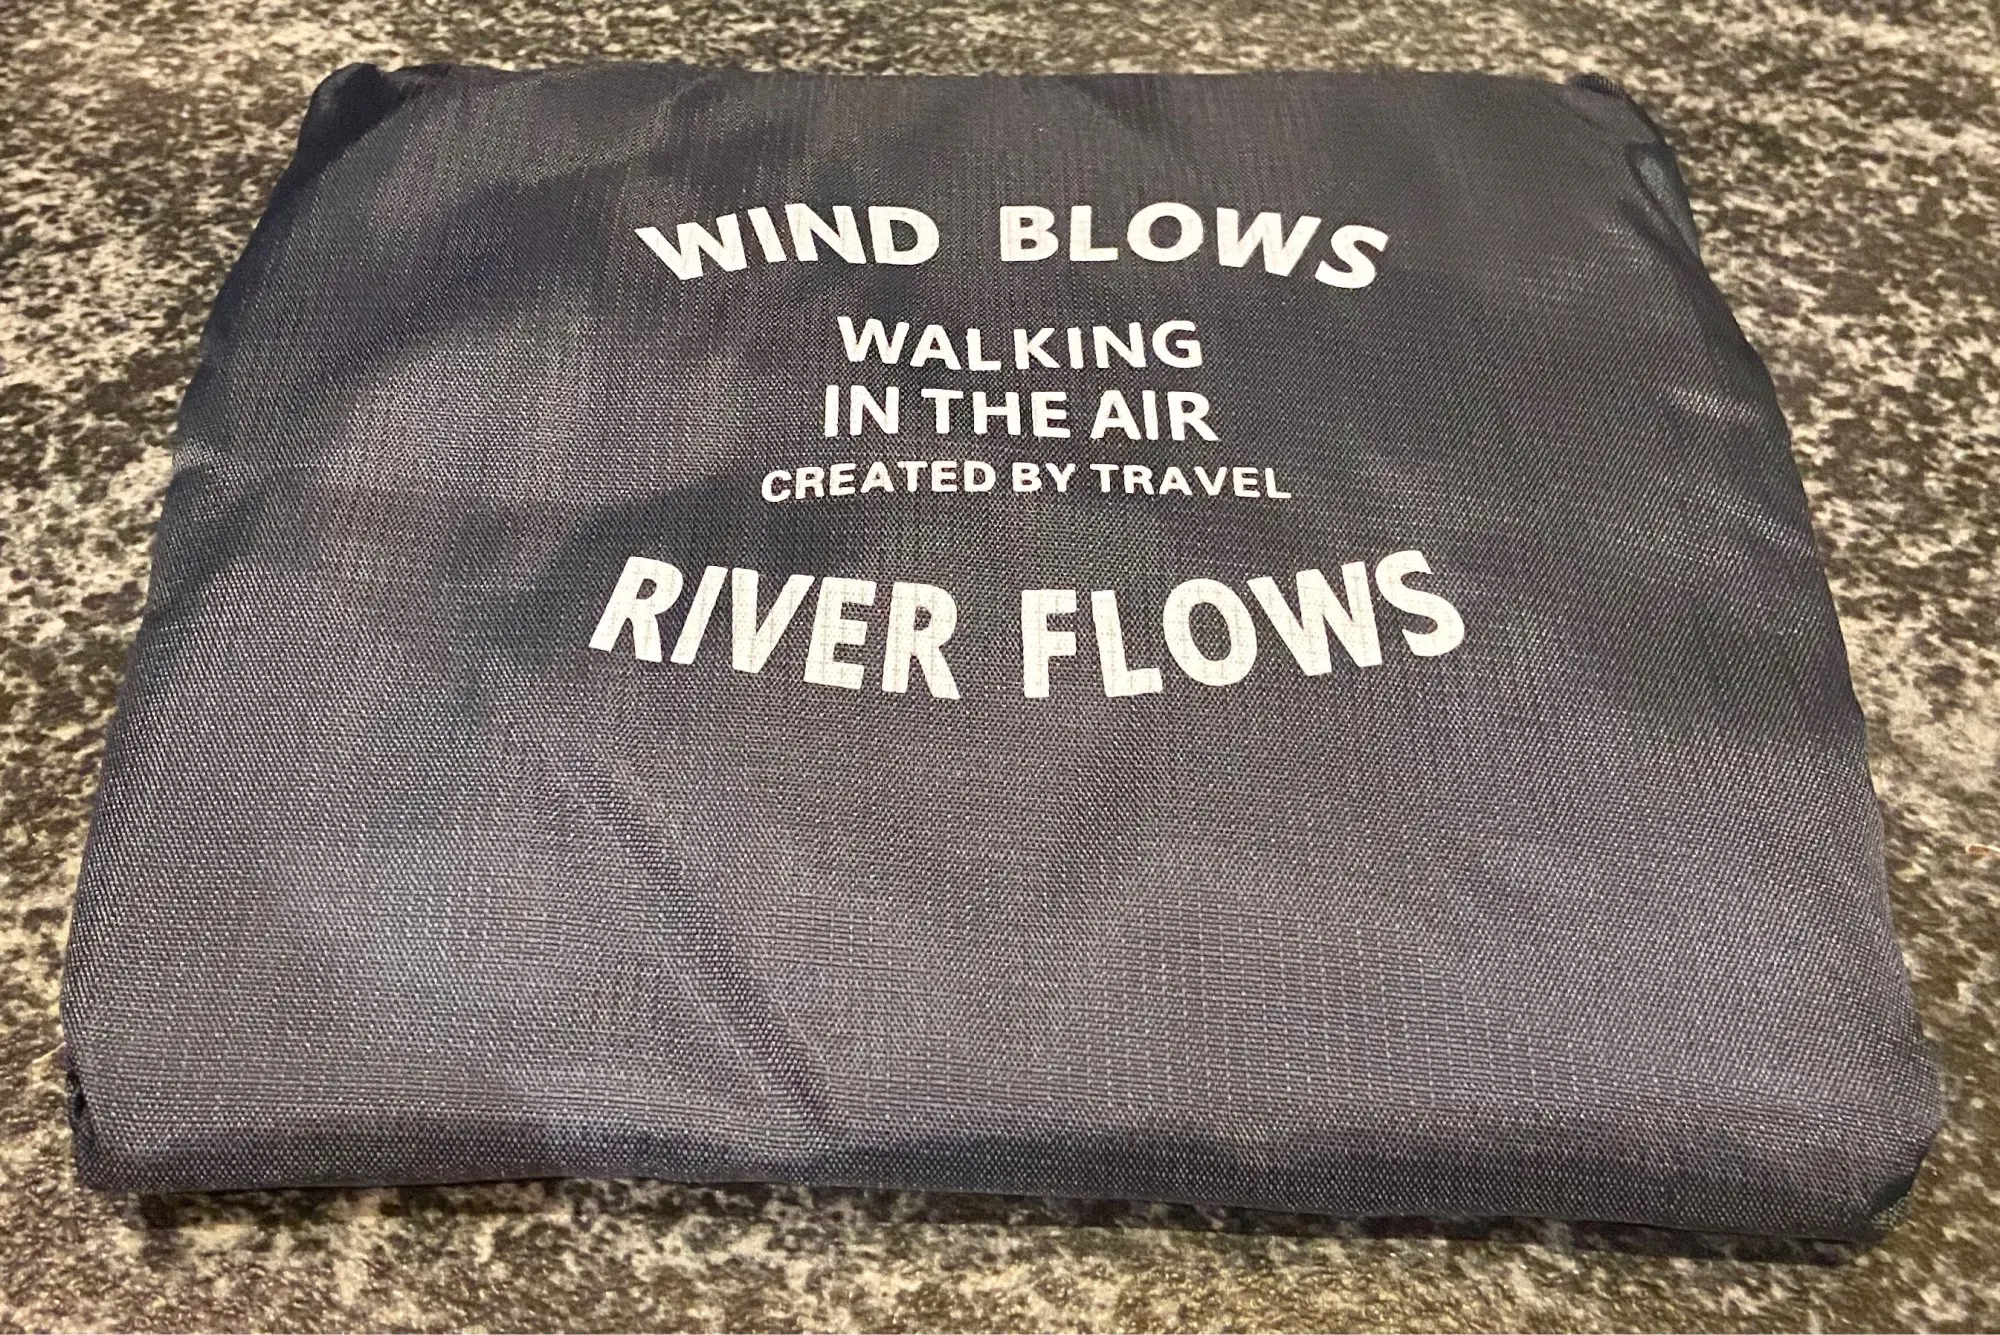 WIND BLOWS
WALKING
IN THE AIR
CREATED BY TRAVEL
RIVER FLOWS